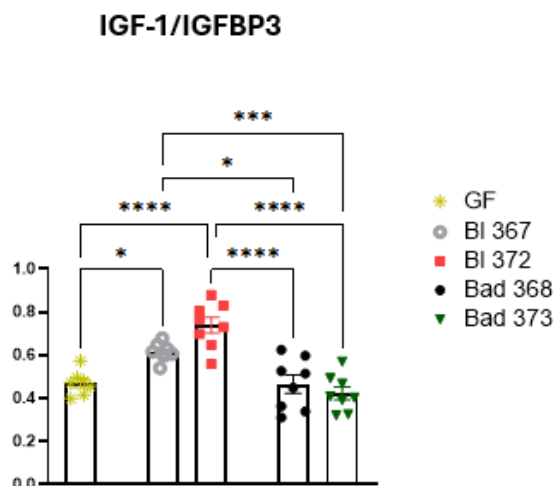 IGF-1/IGFBP3
***
*
**** ****
* ****
GF
Bl 367
Bl 372
Bad 368
Bad 373
1.0
0.8
0.6
0.4
0.2
0.0